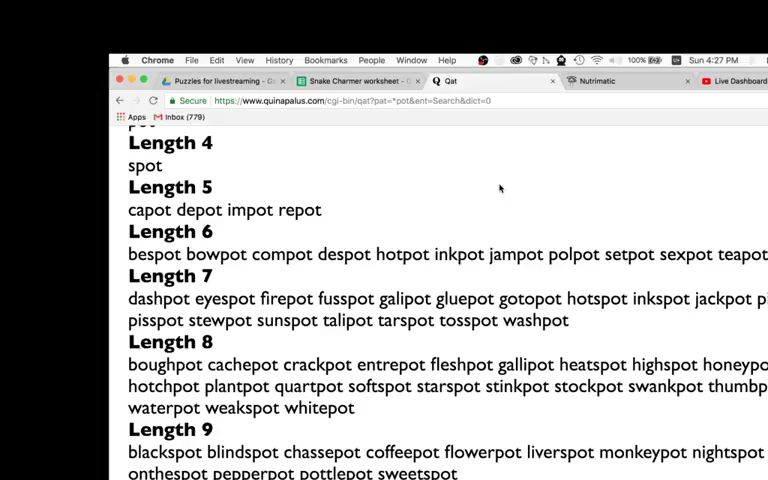 Chrome File Edit View History Bookmarks People Window Help 100% Sun 4:27 PM
Puzzles for livestreaming - G Snake Charmer worksheet - G Qat Nutrimatic Live Dashboard
Secure https://www.quinapalus.com/cgi-bin/qat?pat=*pot&ent=Search&dict=0
Apps Inbox (779)
pot
Length 4
spot
Length 5
capot depot impot repot
Length 6
bespot bowpot compot despot hotpot inkpot jampot polpot setpot sexpot teapot
Length 7
dashpot eyespot firepot fusspot galipot gluepot gotopot hotspot inkspot jackpot pi
pisspot stewpot sunspot talipot tarspot tosspot washpot
Length 8
boughpot cachepot crackpot entrepot fleshpot gallipot heatspot highspot honeypo
hotchpot plantpot quartpot softspot starspot stinkpot stockpot swankpot thumbp
waterpot weakspot whitepot
Length 9
blackspot blindspot chassepot coffeepot flowerpot liverspot monkeypot nightspot
onthespot pepperpot pottlepot sweetspot